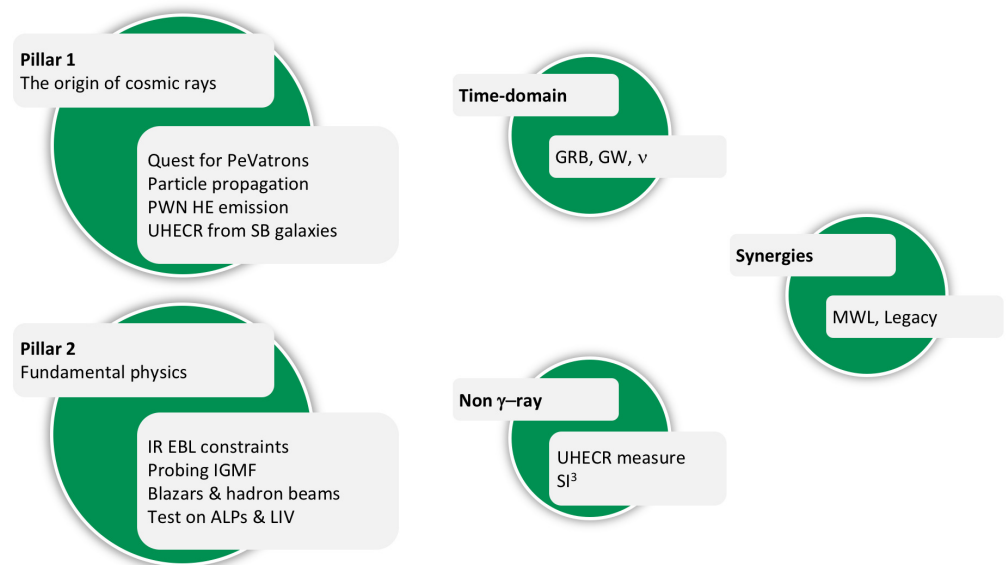 Pillar 1
The origin of cosmic rays
Quest for PeVatrons
Particle propagation
PWN HE emission
UHECR from SB galaxies
Pillar 2
Fundamental physics
IR EBL constraints
Probing IGMF
Blazars & hadron beams
Test on ALPs & LIV
Time-domain
GRB, GW, ν
Non γ–ray
UHECR measure
SI³
Synergies
MWL, Legacy